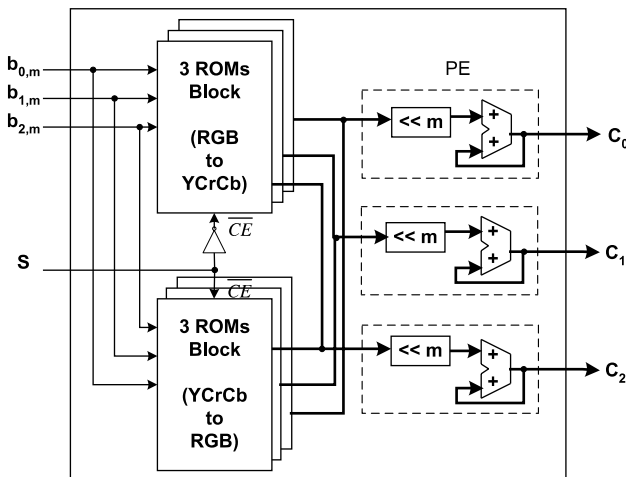 b0,m
b1,m
b2,m
S
3 ROMs
Block
(RGB
to
YCrCb)
CE
CE
3 ROMs
Block
(YCrCb
to
RGB)
PE
<< m
+
+
C0
<< m
+
+
C1
<< m
+
+
C2